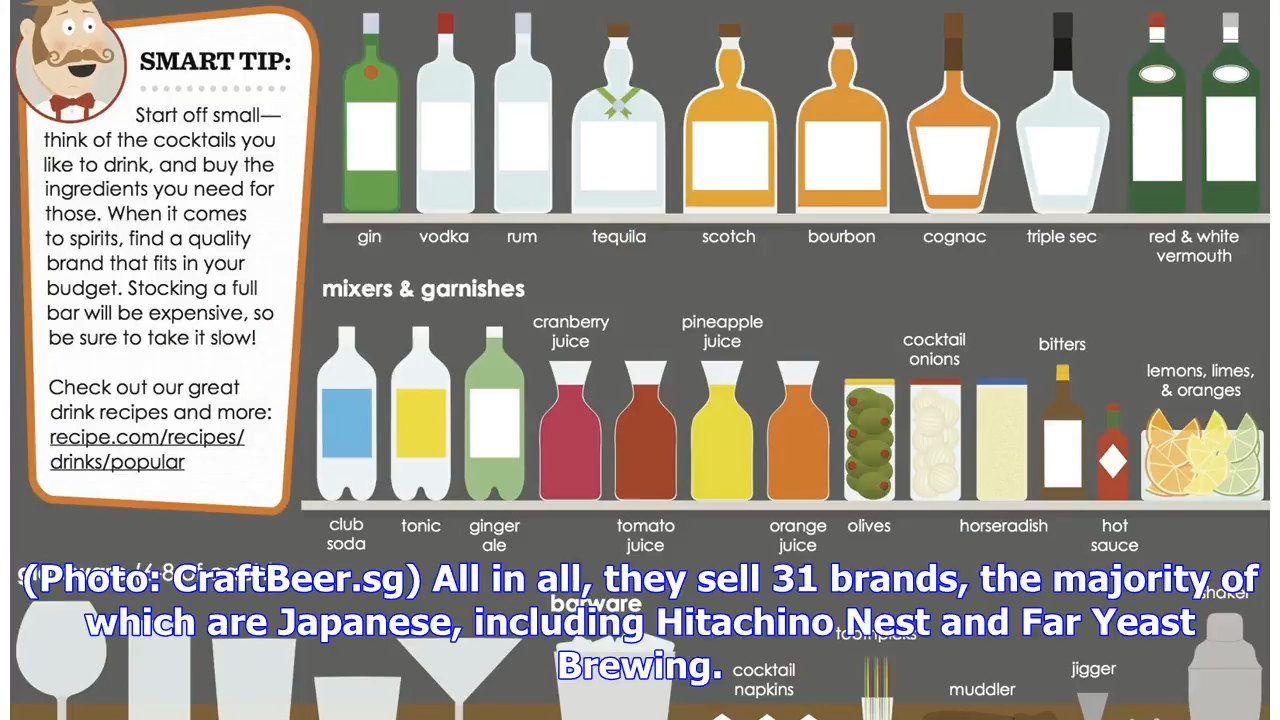 SMART TIP:
Start off small—
think of the cocktails you
like to drink, and buy the
ingredients you need for
those. When it comes
to spirits, find a quality
brand that fits in your
budget. Stocking a full
bar will be expensive, so
be sure to take it slow!
Check out our great
drink recipes and more:
recipe.com/recipes/
drinks/popular
gin
vodka
rum
tequila
scotch
bourbon
cognac
triple sec
red & white
vermouth
mixers & garnishes
cranberry
juice
pineapple
juice
cocktail
onions
bitters
lemons, limes,
& oranges
club
soda
tonic
ginger
ale
tomato
juice
orange
juice
olives
horseradish
hot
sauce
barware
shaker
toothpicks
cocktail
napkins
muddler
jigger
(Photo: CraftBeer.sg) All in all, they sell 31 brands, the majority of
which are Japanese, including Hitachino Nest and Far Yeast
Brewing.